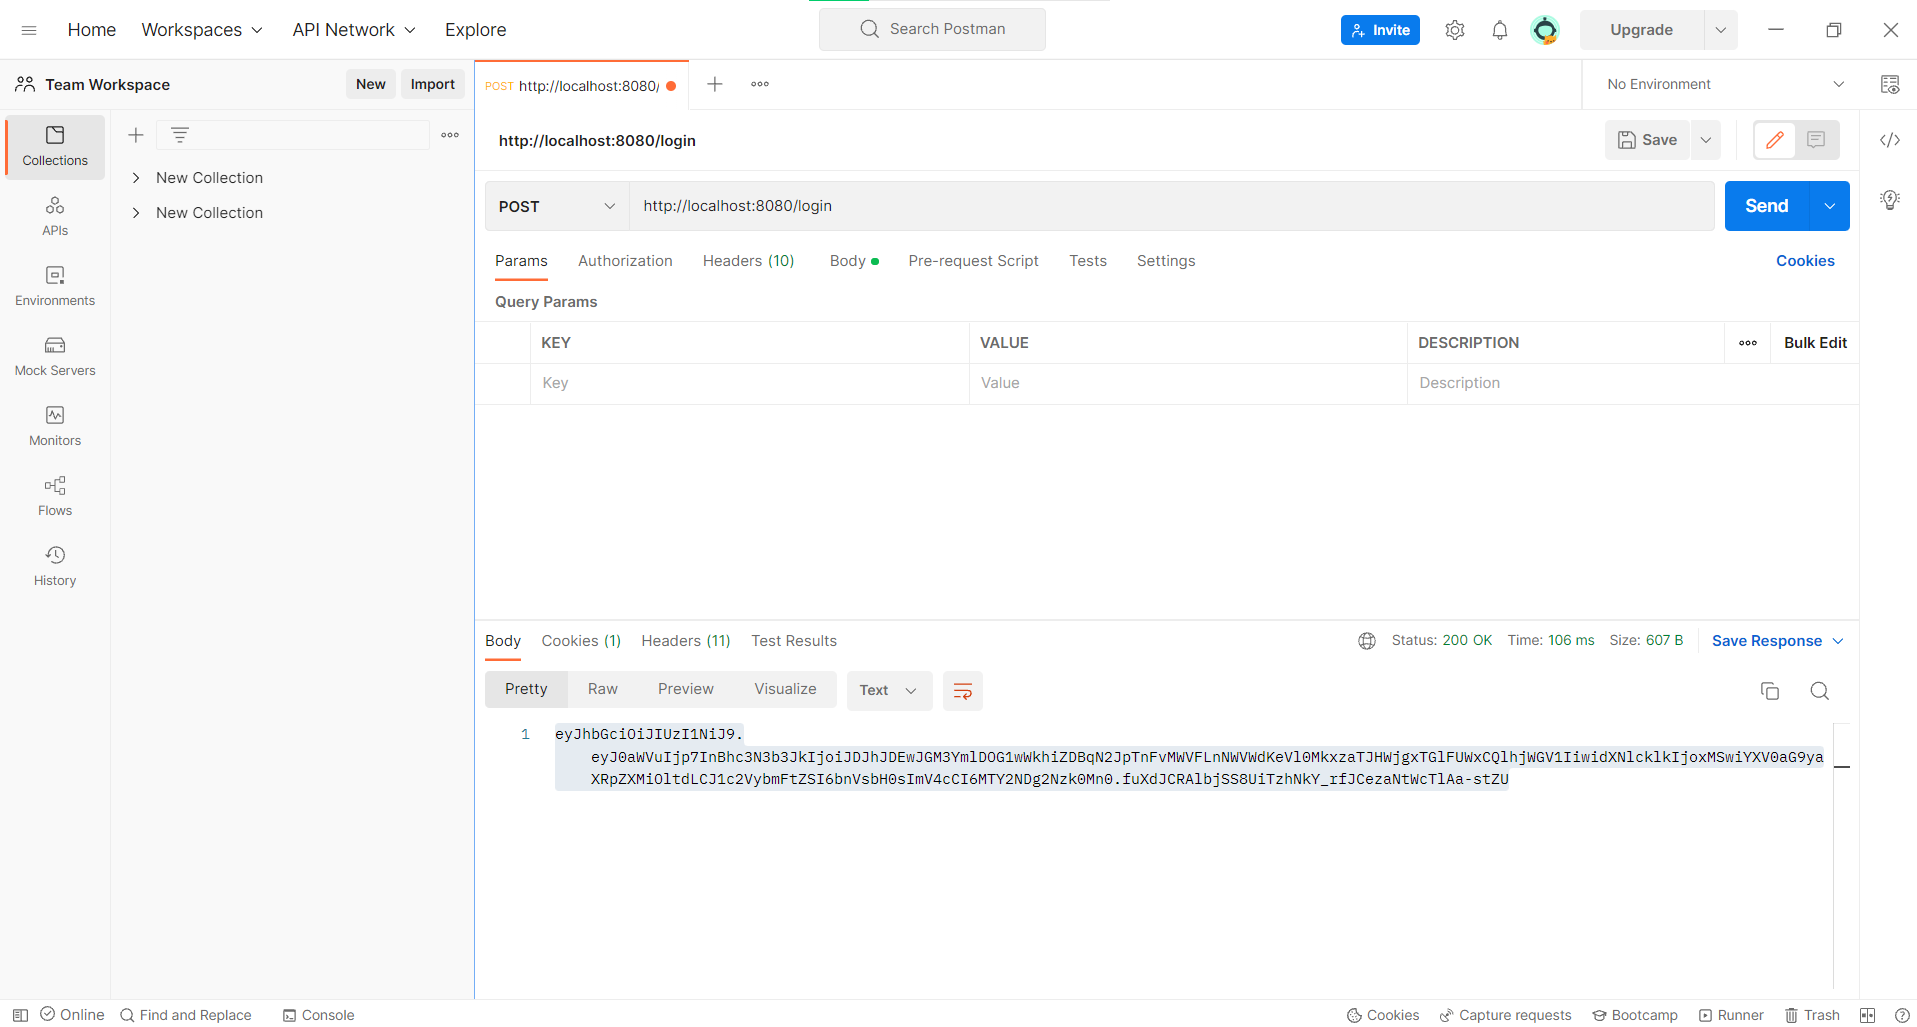 Home Workspaces API Network Explore Search Postman Invite Upgrade
Team Workspace New Import POST http://localhost:8080/ No Environment
Collections
APIs
Environments
Mock Servers
Monitors
Flows
History
New Collection
New Collection
http://localhost:8080/login Save
POST http://localhost:8080/login Send
Params Authorization Headers (10) Body Pre-request Script Tests Settings Cookies
Query Params
KEY VALUE DESCRIPTION Bulk Edit
Key Value Description
Body Cookies (1) Headers (11) Test Results Status: 200 OK Time: 106 ms Size: 607 B Save Response
Pretty Raw Preview Visualize Text
1 eyJhbGciOiJIUzI1NiJ9.
eyJ0aWVuIjp7InBhc3N3b3JkIjoiJDJhJDEwJGM3YmlDOG1wWkhiZDBqN2JpTnFvMWVFLnNWVWdKeVl0MkxzaTJHWjgxTGlFUWxCQlhjWGV1IiwidXNlcklkIjoxMSwiYXV0aG9ya
XRpZXMiOltdLCJ1c2VybmFtZSI6bnVsbH0sImV4cCI6MTY2NDg2Nzk0Mn0.fuXdJCRAlbjSS8UiTzhNkY_rfJCezaNtWcTlAa-stZU
Online Find and Replace Console Cookies Capture requests Bootcamp Runner Trash